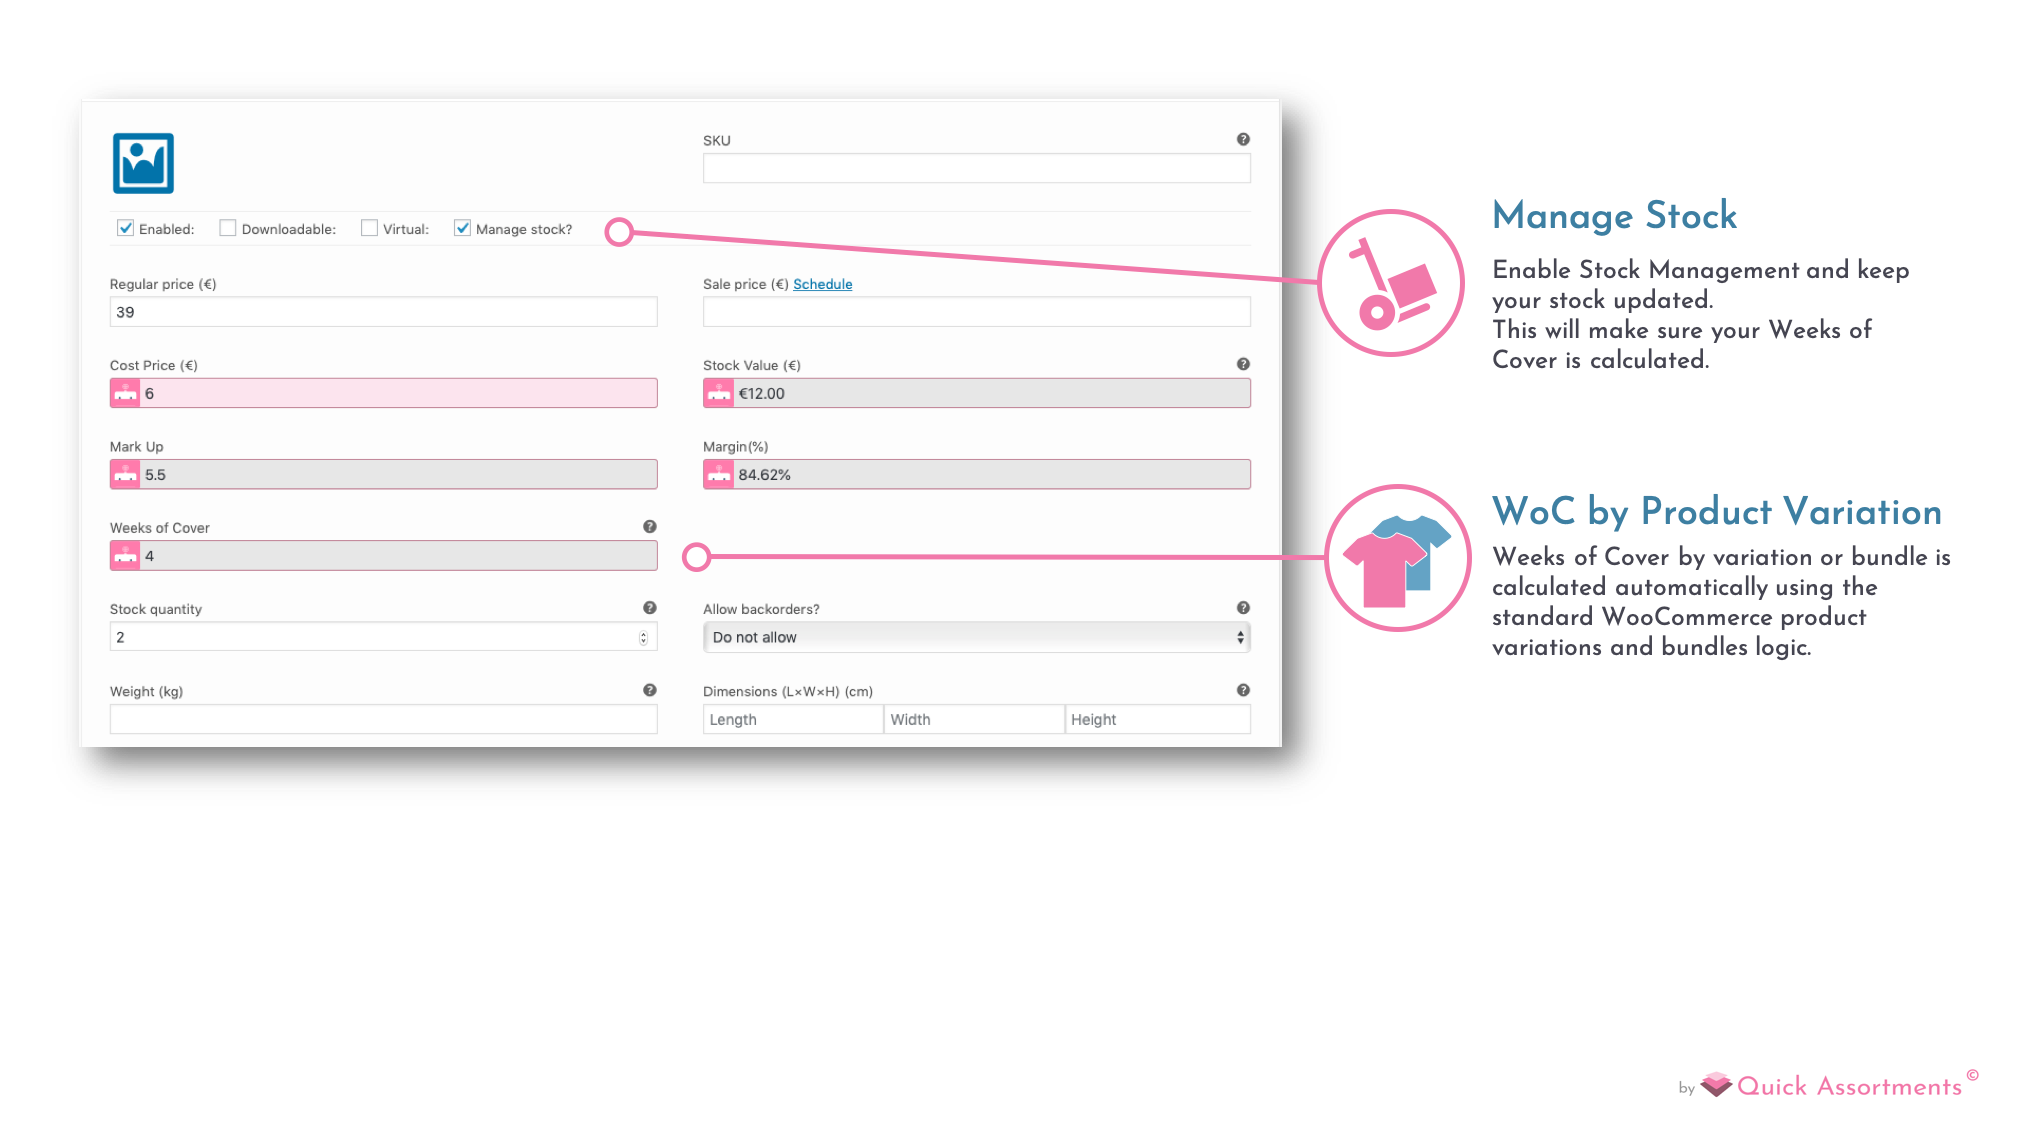 SKU
Enabled: Downloadable: Virtual: Manage stock?
Regular price (€)
39
Sale price (€) Schedule
Cost Price (€)
6
Stock Value (€)
€12.00
Mark Up
5.5
Margin(%)
84.62%
Weeks of Cover
4
Stock quantity
2
Allow backorders?
Do not allow
Weight (kg)
Dimensions (L×W×H) (cm)
Length Width Height
Manage Stock
Enable Stock Management and keep
your stock updated.
This will make sure your Weeks of
Cover is calculated.
WoC by Product Variation
Weeks of Cover by variation or bundle is
calculated automatically using the
standard WooCommerce product
variations and bundles logic.
by Quick Assortments ©